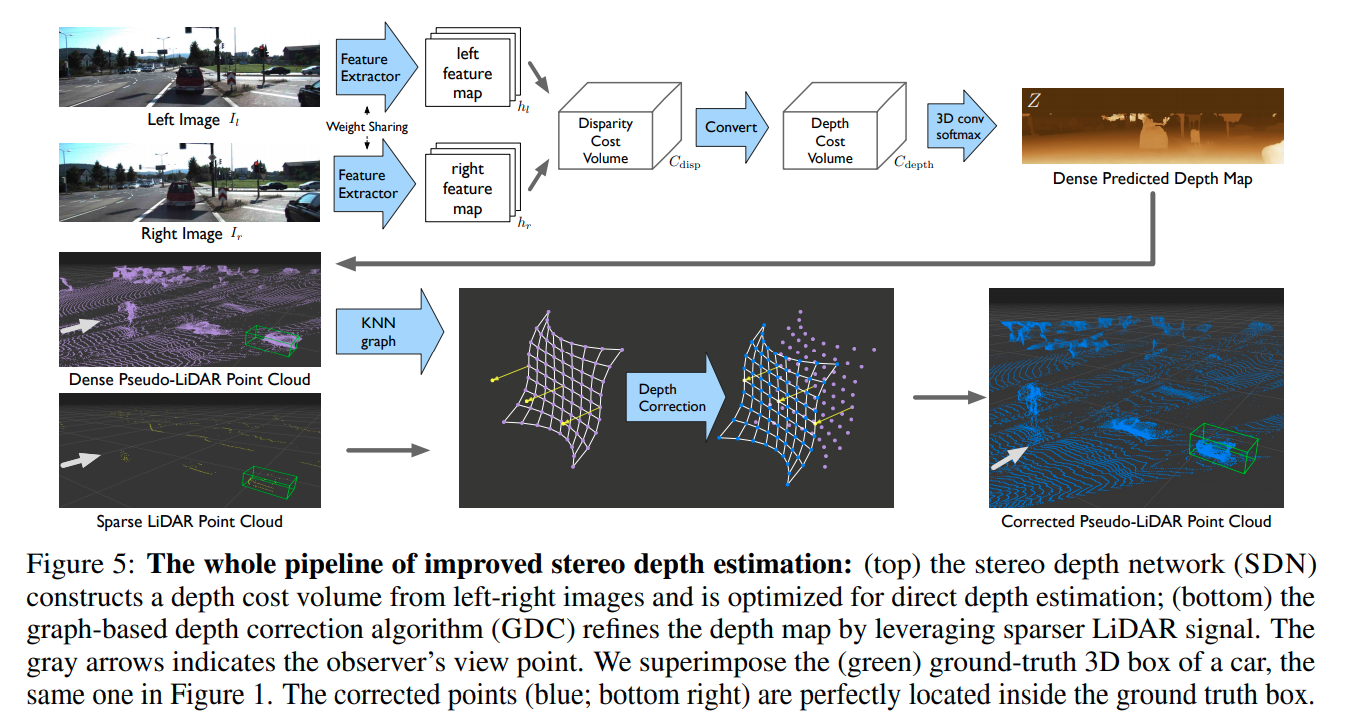 Feature
Extractor
left
feature
map
h_l
Left Image I_l
Weight Sharing
Feature
Extractor
right
feature
map
h_r
Right Image I_r
Disparity
Cost
Volume
C_disp
Convert
Depth
Cost
Volume
C_depth
3D conv
softmax
Z
Dense Predicted Depth Map
Dense Pseudo-LiDAR Point Cloud
KNN
graph
Depth
Correction
Sparse LiDAR Point Cloud
Corrected Pseudo-LiDAR Point Cloud
Figure 5: The whole pipeline of improved stereo depth estimation: (top) the stereo depth network (SDN)
constructs a depth cost volume from left-right images and is optimized for direct depth estimation; (bottom) the
graph-based depth correction algorithm (GDC) refines the depth map by leveraging sparser LiDAR signal. The
gray arrows indicates the observer's view point. We superimpose the (green) ground-truth 3D box of a car, the
same one in Figure 1. The corrected points (blue; bottom right) are perfectly located inside the ground truth box.